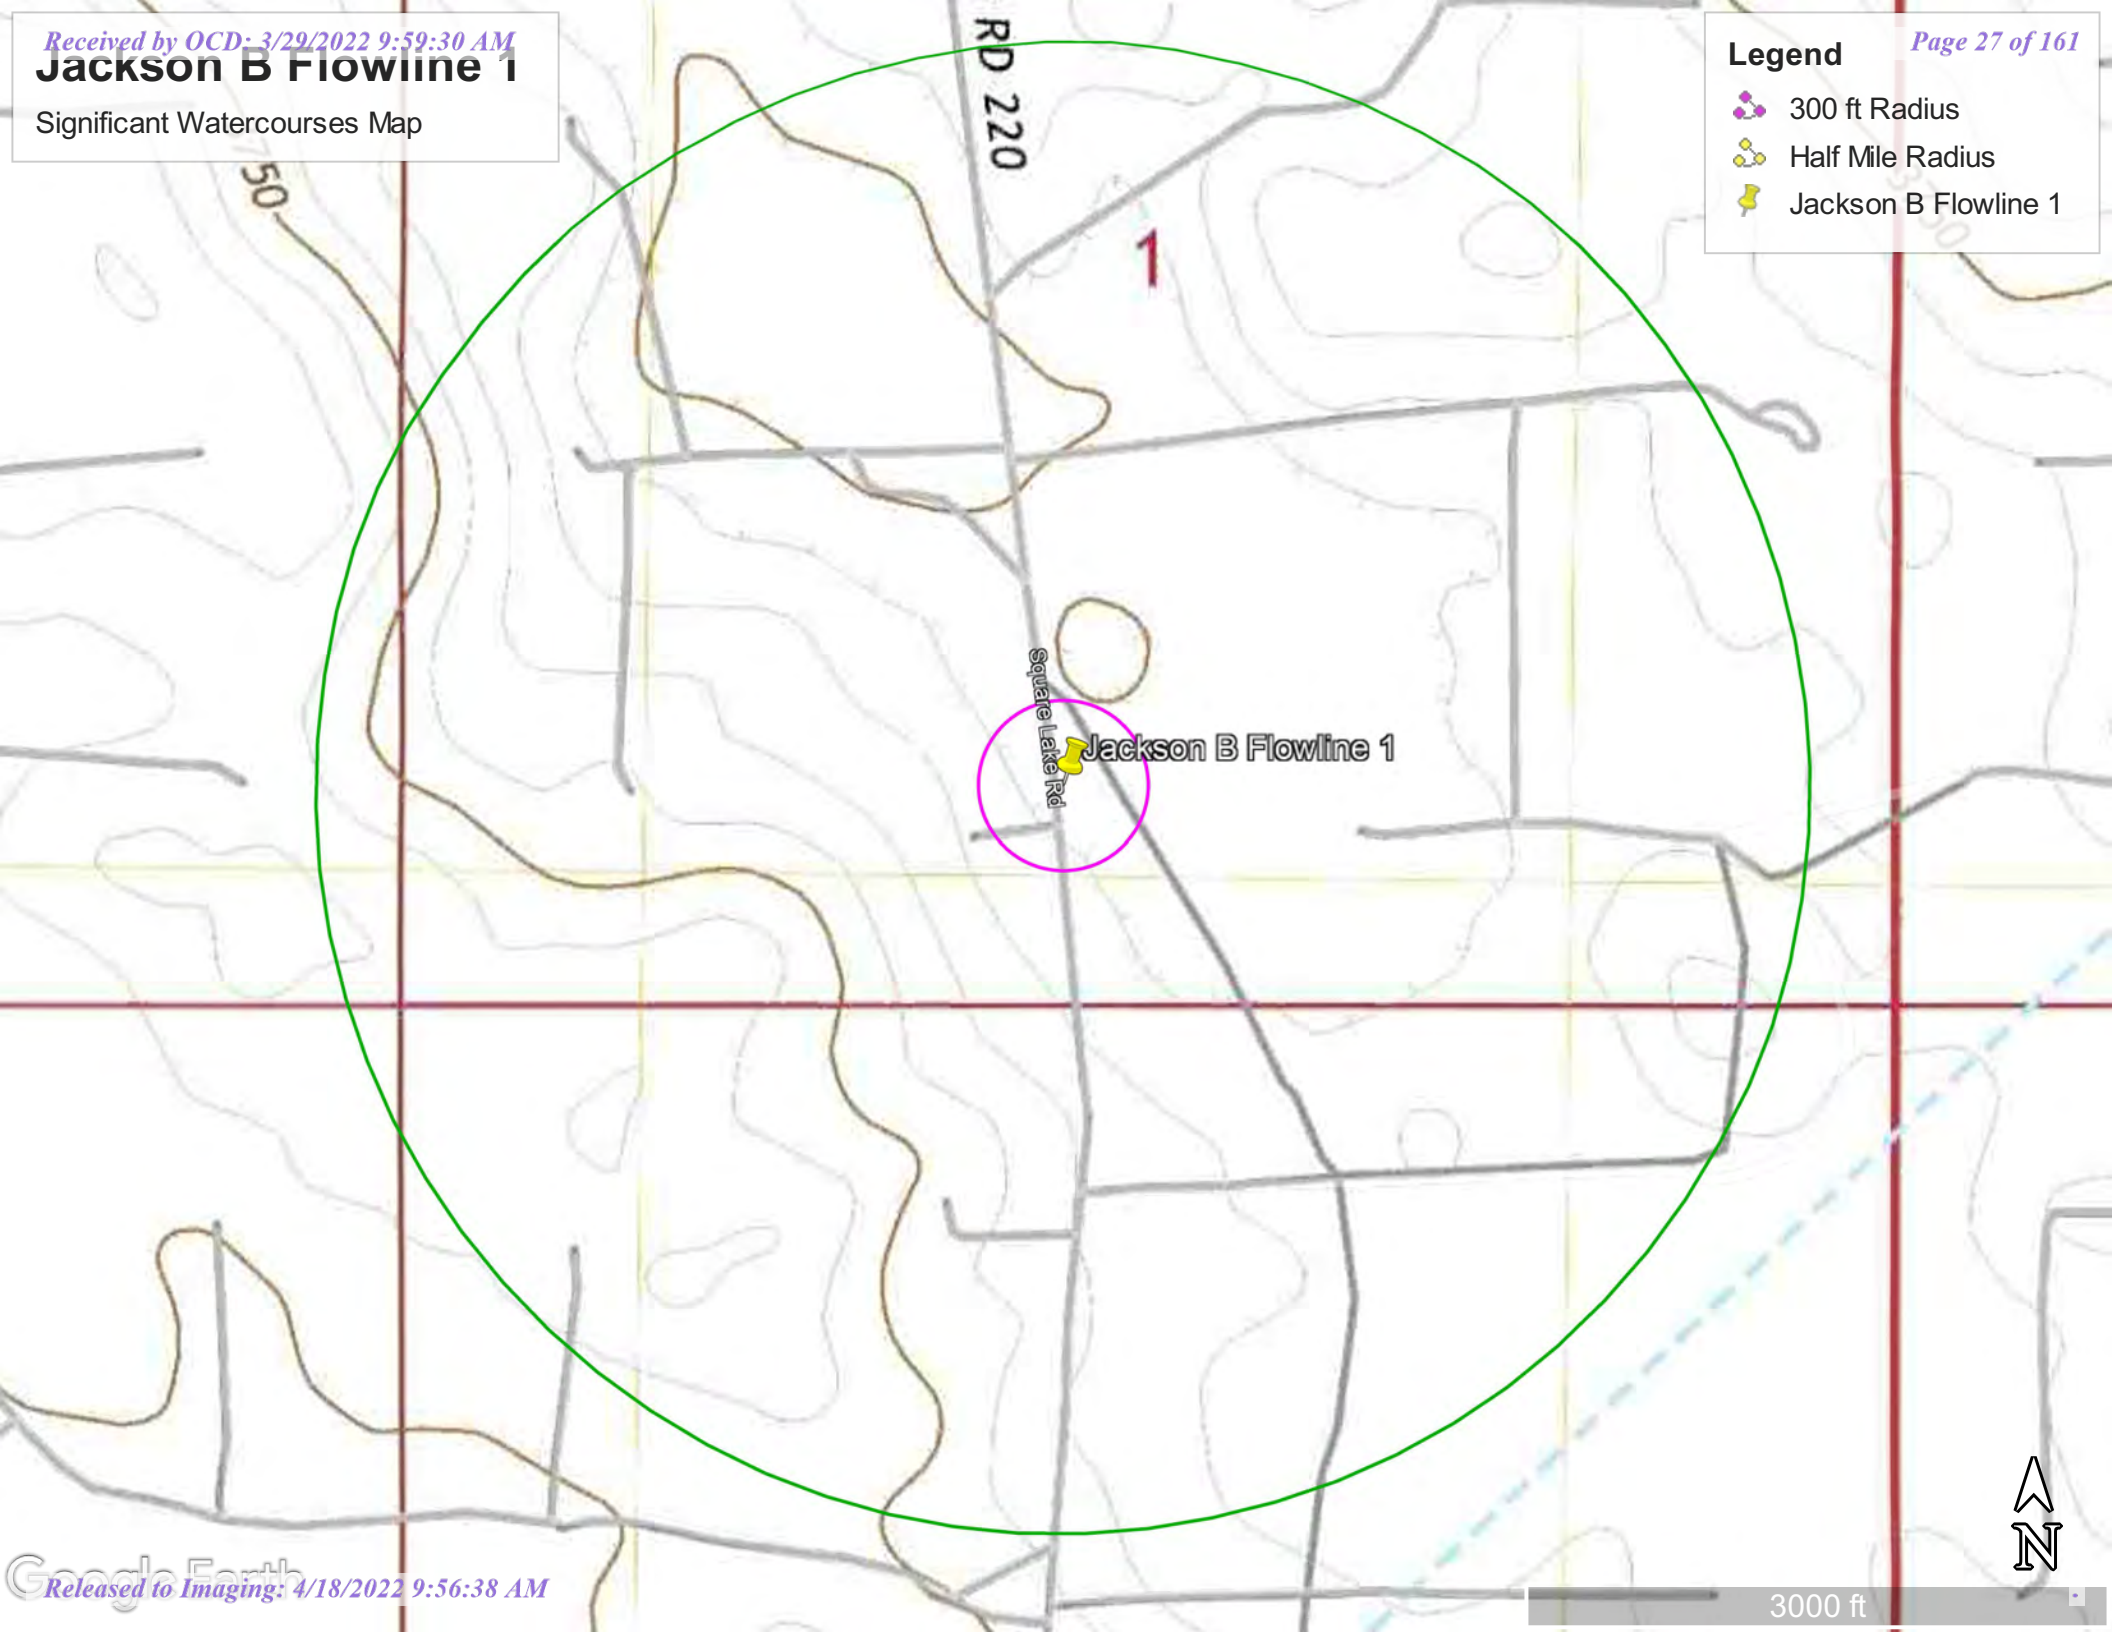 Received by OCD: 3/29/2022 9:59:30 AM
Jackson B Flowline 1
Significant Watercourses Map
Page 27 of 161
Legend
300 ft Radius
Half Mile Radius
Jackson B Flowline 1
RD 220
750
1
Square Lake Rd
Jackson B Flowline 1
N
Google Earth
Released to Imaging: 4/18/2022 9:56:38 AM
3000 ft